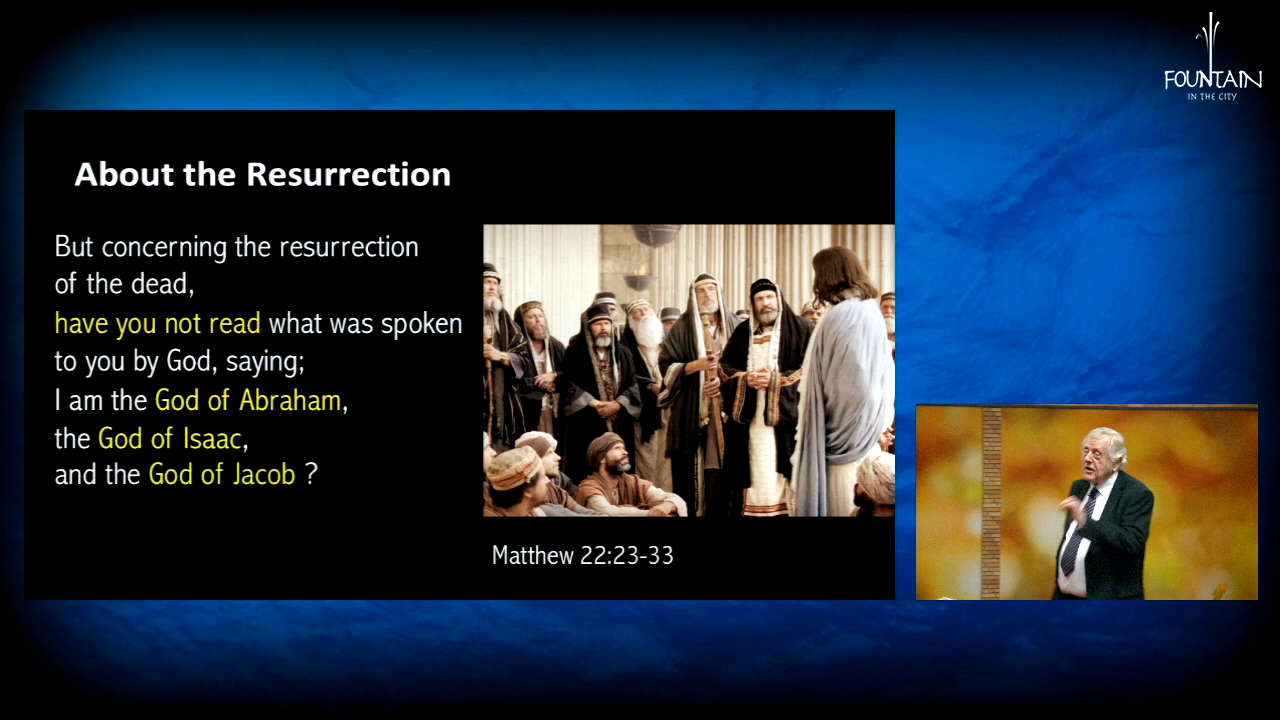 FOUNTAIN
IN THE CITY
About the Resurrection
But concerning the resurrection
of the dead,
have you not read what was spoken
to you by God, saying;
I am the God of Abraham,
the God of Isaac,
and the God of Jacob ?
Matthew 22:23-33